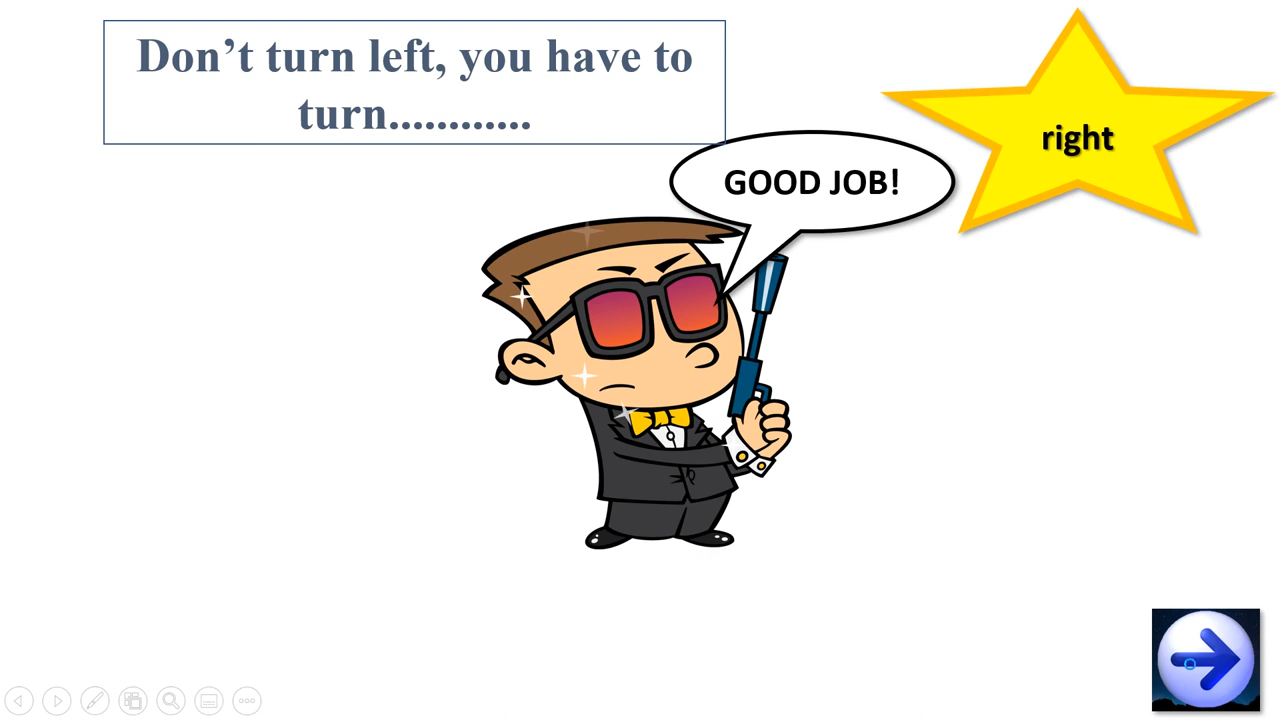 Don’t turn left, you have to
turn............
right
GOOD JOB!